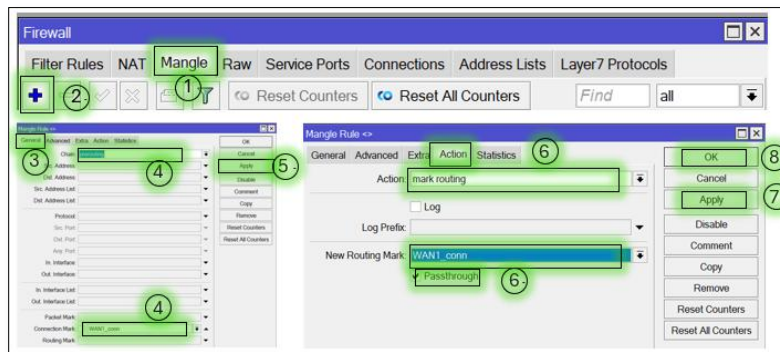 Firewall
Filter Rules NAT Mangle Raw Service Ports Connections Address Lists Layer7 Protocols
1
2. Reset Counters Reset All Counters Find all
Mangle Rule <>
General Advanced Extra Action Statistics
3
Chain:
4
Src. Address:
Dst. Address:
Src. Address List:
Dst. Address List:
Protocol:
Src. Port:
Dst. Port:
Any. Port:
In. Interface:
Out. Interface:
In. Interface List:
Out. Interface List:
4
Packet Mark:
Connection Mark: WAN1_conn
Routing Mark:
OK
Cancel
5.
Apply
Disable
Comment
Copy
Remove
Reset Counters
Reset All Counters
Mangle Rule <>
General Advanced Extra Action Statistics
6
Action: mark routing
Log
Log Prefix:
New Routing Mark: WAN1_conn
Passthrough
6.
OK
8
Cancel
Apply
7
Disable
Comment
Copy
Remove
Reset Counters
Reset All Counters